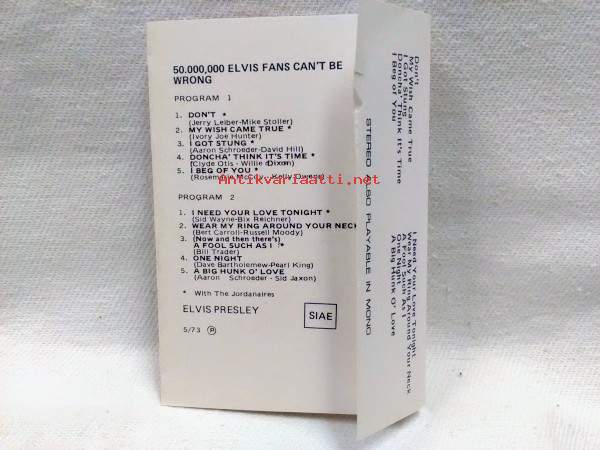 50.000,000 ELVIS FANS CAN'T BE
WRONG
PROGRAM 1
1. DON'T *
(Jerry Leiber-Mike Stoller)
2. MY WISH CAME TRUE *
(Ivory Joe Hunter)
3. I GOT STUNG *
(Aaron Schroeder-David Hill)
4. DONCHA' THINK IT'S TIME *
(Clyde Otis - Willie Dixon)
5. I BEG OF YOU *
(Rosemarie McCoy - Kelly Owens)
PROGRAM 2
1. I NEED YOUR LOVE TONIGHT *
(Sid Wayne-Bix Reichner)
2. WEAR MY RING AROUND YOUR NECK
(Bert Carroll-Russell Moody)
3. (Now and then there's)
A FOOL SUCH AS I *
(Bill Trader)
4. ONE NIGHT
(Dave Bartholemew-Pearl King)
5. A BIG HUNK O' LOVE
(Aaron Schroeder - Sid Jaxon)
* With The Jordanaires
ELVIS PRESLEY
SIAE
5/73 Ⓟ
STEREO ALSO PLAYABLE IN MONO
Don't
My Wish Came True
I Got Stung
Doncha' Think It's Time
I Beg of You
I Need Your Love Tonight
Wear My Ring Around Your Neck
A Fool Such As I
One Night
A Big Hunk O' Love
Antikvariaatti.net